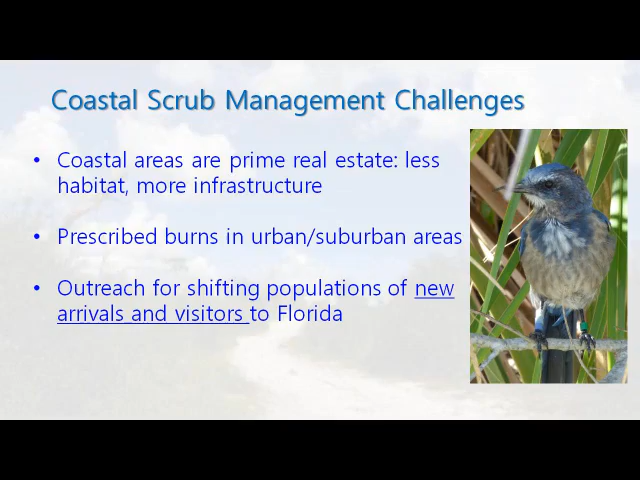 Coastal Scrub Management Challenges
• Coastal areas are prime real estate: less
habitat, more infrastructure
• Prescribed burns in urban/suburban areas
• Outreach for shifting populations of new
arrivals and visitors to Florida